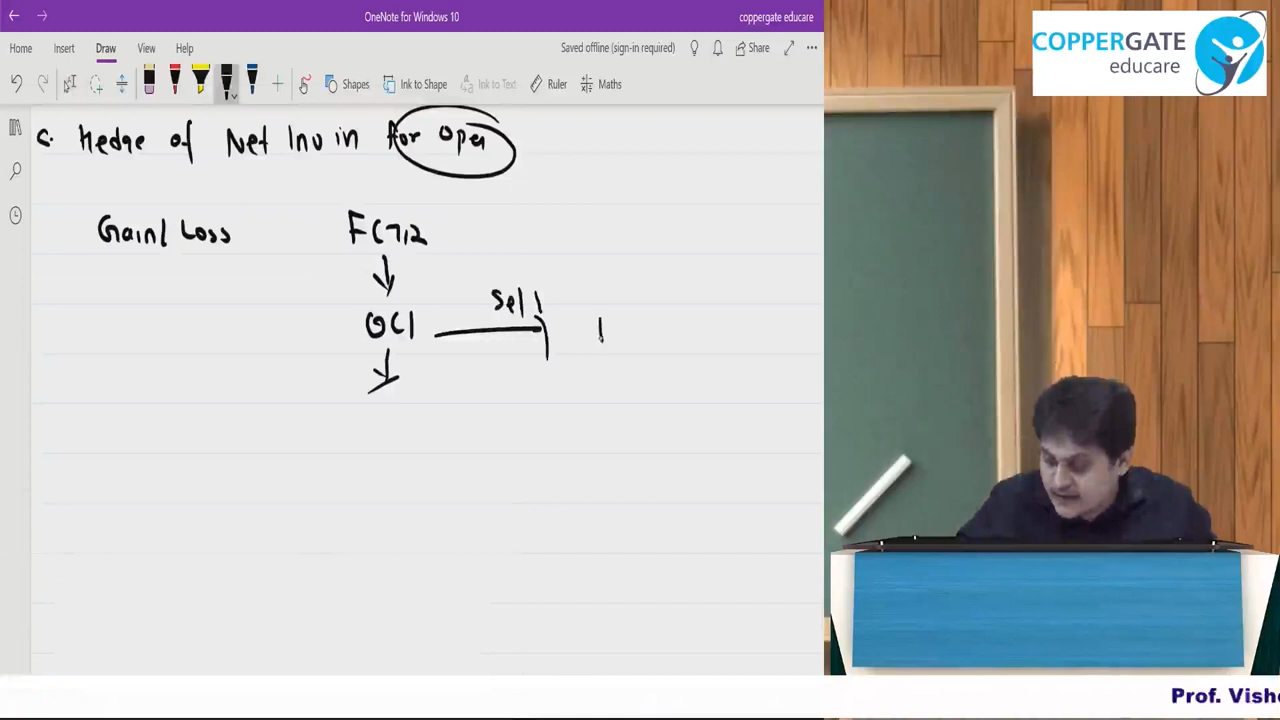 OneNote for Windows 10
coppergate educare
Home Insert Draw View Help
Saved offline (sign-in required)
Share
Shapes
Ink to Shape
Ink to Text
Ruler
Maths
COPPERGATE
educare
C. Hedge of Net Inv in for Oper
Gain/ Loss
FCTR
Sell
OCI
Prof. Vishe